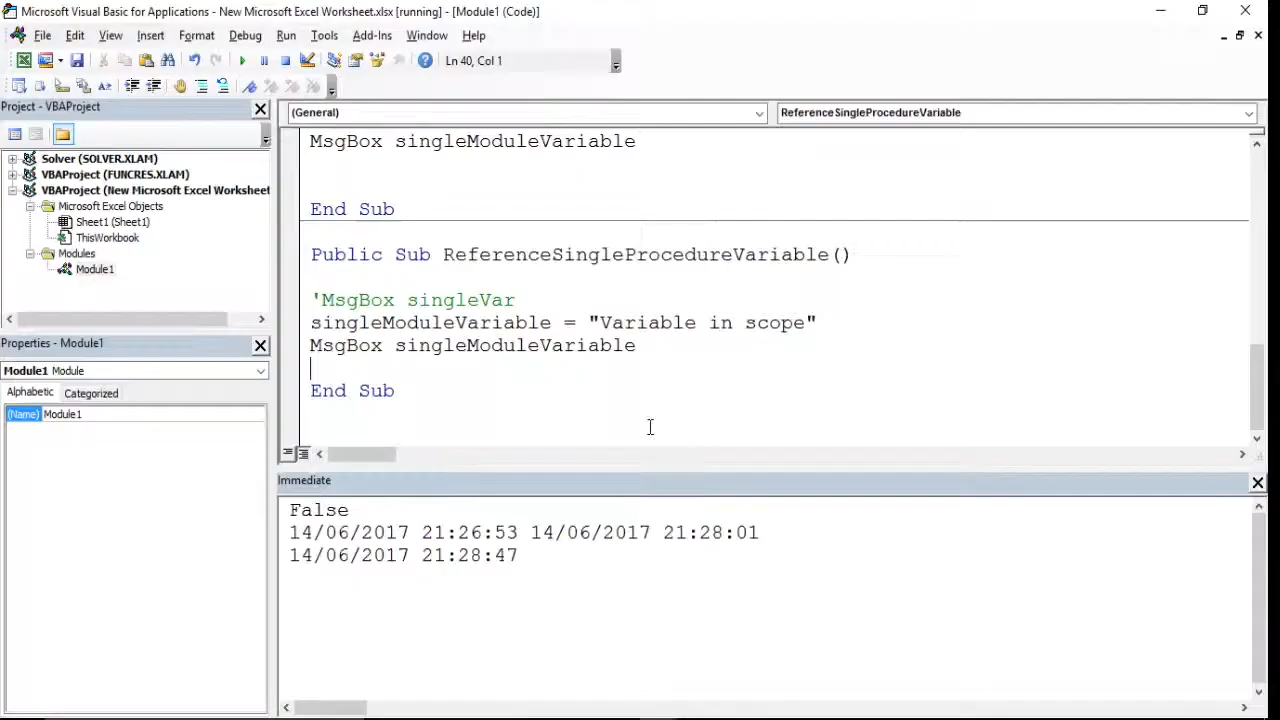 Microsoft Visual Basic for Applications - New Microsoft Excel Worksheet.xlsx [running] - [Module1 (Code)]
File Edit View Insert Format Debug Run Tools Add-Ins Window Help
Ln 40, Col 1
Project - VBAProject
Solver (SOLVER.XLAM)
VBAProject (FUNCRES.XLAM)
VBAProject (New Microsoft Excel Worksheet
Microsoft Excel Objects
Sheet1 (Sheet1)
ThisWorkbook
Modules
Module1
Properties - Module1
Module1 Module
Alphabetic Categorized
(Name) Module1
(General) ReferenceSingleProcedureVariable
MsgBox singleModuleVariable
End Sub
Public Sub ReferenceSingleProcedureVariable()
'MsgBox singleVar
singleModuleVariable = "Variable in scope"
MsgBox singleModuleVariable
End Sub
Immediate
False
14/06/2017 21:26:53 14/06/2017 21:28:01
14/06/2017 21:28:47